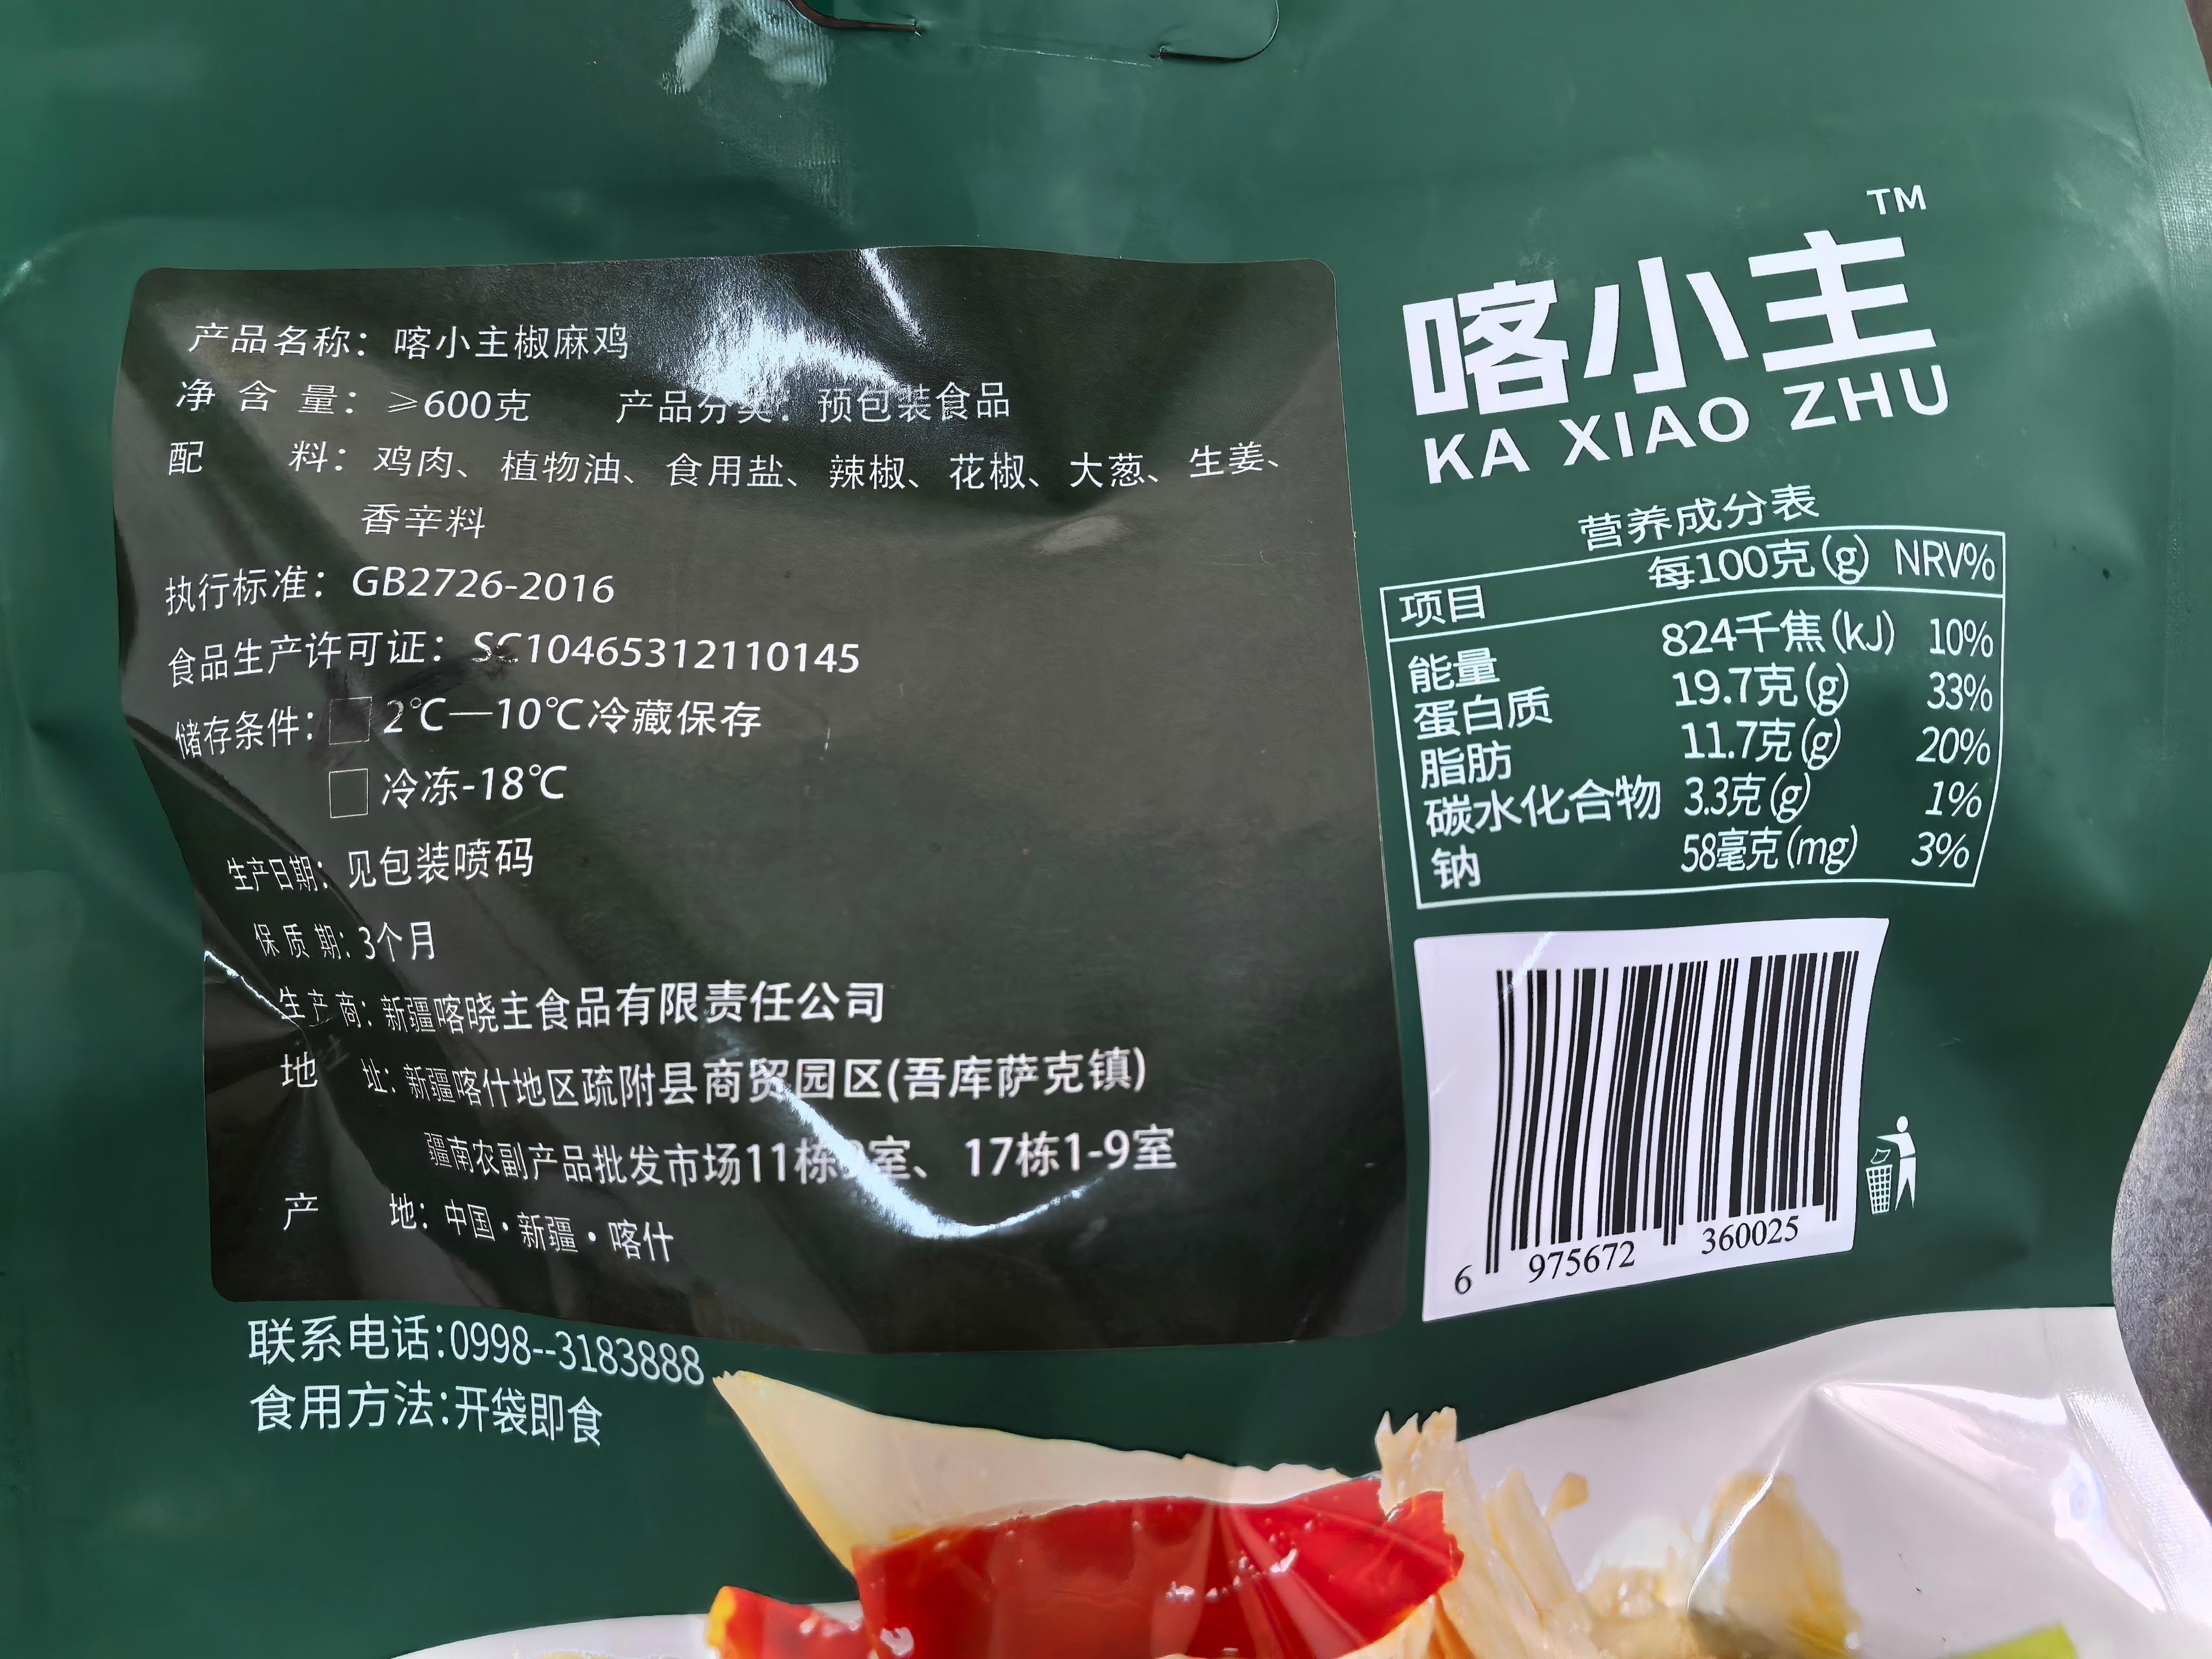 产品名称：喀小主椒麻鸡
净含量：≥600克 产品分类：预包装食品
配 料：鸡肉、植物油、食用盐、辣椒、花椒、大葱、生姜、
香辛料
执行标准：GB2726-2016
食品生产许可证：SC10465312110145
储存条件：□2℃—10℃冷藏保存
□冷冻-18℃
生产日期：见包装喷码
保质期：3个月
生产商：新疆喀晓主食品有限责任公司
地 址：新疆喀什地区疏附县商贸园区(吾库萨克镇)
疆南农副产品批发市场11栋 室、17栋1-9室
产 地：中国·新疆·喀什
联系电话:0998--3183888
食用方法:开袋即食
TM
喀小主
KA XIAO ZHU
营养成分表
项目 每100克(g) NRV%
能量 824千焦(kJ) 10%
蛋白质 19.7克(g) 33%
脂肪 11.7克(g) 20%
碳水化合物 3.3克(g) 1%
钠 58毫克(mg) 3%
6 975672 360025